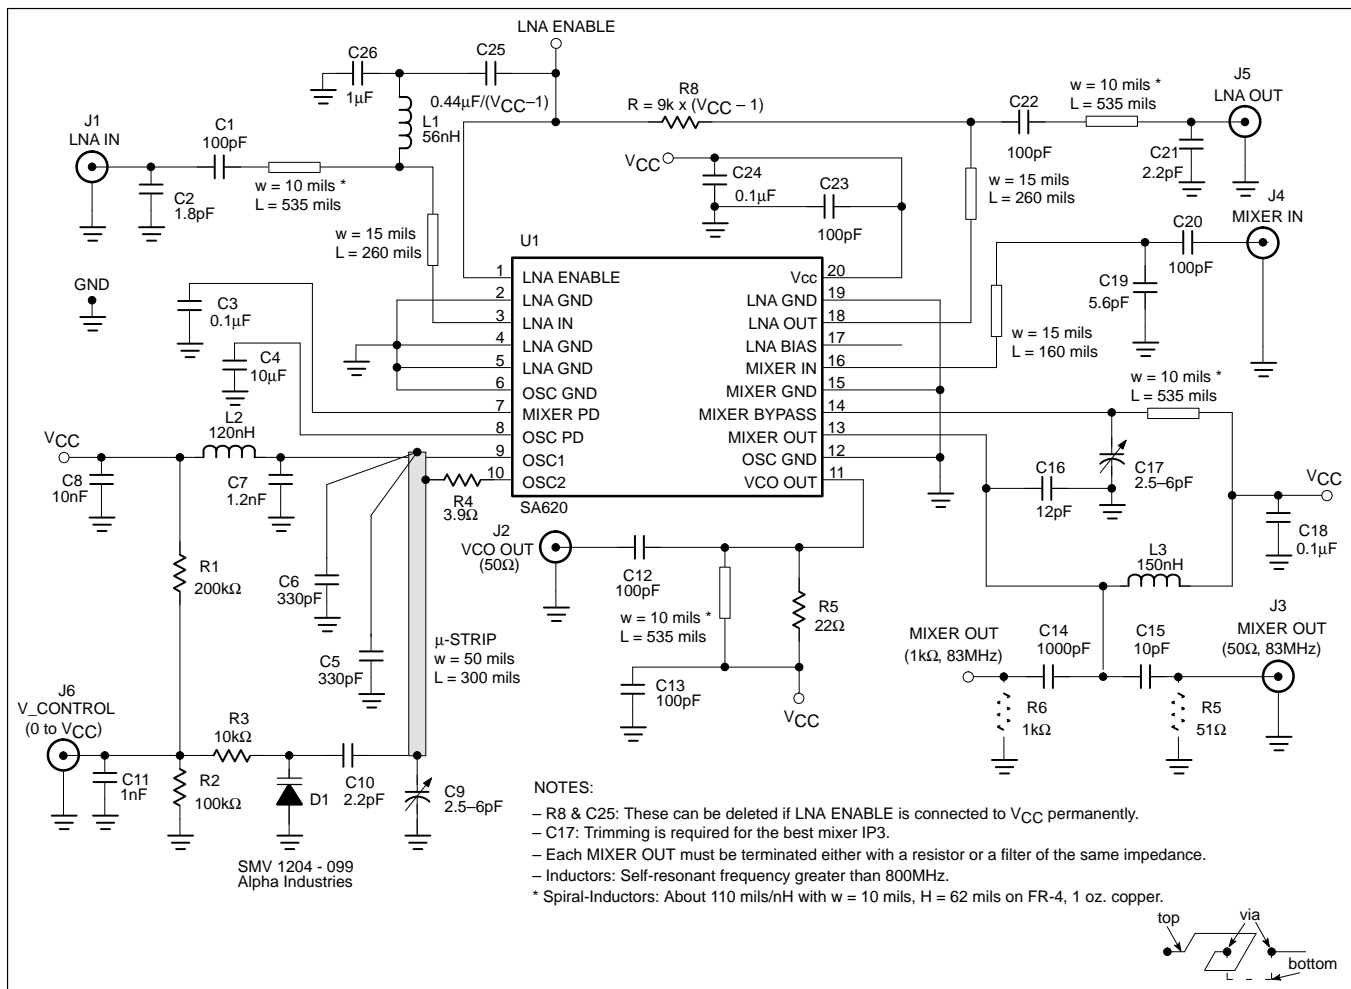 LNA ENABLE
C26
1µF
C25
0.44µF/(VCC–1)
L1
56nH
R8
R = 9k x (VCC – 1)
C22
100pF
w = 10 mils *
L = 535 mils
J5
LNA OUT
C21
2.2pF
J1
LNA IN
C1
100pF
C2
1.8pF
w = 10 mils *
L = 535 mils
w = 15 mils
L = 260 mils
VCC
C24
0.1µF
C23
100pF
w = 15 mils
L = 260 mils
J4
MIXER IN
C20
100pF
C19
5.6pF
w = 15 mils
L = 160 mils
GND
C3
0.1µF
C4
10µF
U1
1 LNA ENABLE
2 LNA GND
3 LNA IN
4 LNA GND
5 LNA GND
6 OSC GND
7 MIXER PD
8 OSC PD
9 OSC1
10 OSC2
Vcc 20
LNA GND 19
LNA OUT 18
LNA BIAS 17
MIXER IN 16
MIXER GND 15
MIXER BYPASS 14
MIXER OUT 13
OSC GND 12
VCO OUT 11
SA620
w = 10 mils *
L = 535 mils
VCC
C8
10nF
L2
120nH
C7
1.2nF
R4
3.9Ω
C16
12pF
C17
2.5–6pF
VCC
C18
0.1µF
L3
150nH
R1
200kΩ
C6
330pF
C5
330pF
µ-STRIP
w = 50 mils
L = 300 mils
J2
VCO OUT
(50Ω)
C12
100pF
w = 10 mils *
L = 535 mils
R5
22Ω
C13
100pF
VCC
MIXER OUT
(1kΩ, 83MHz)
C14
1000pF
C15
10pF
J3
MIXER OUT
(50Ω, 83MHz)
R6
1kΩ
R5
51Ω
J6
V_CONTROL
(0 to VCC)
C11
1nF
R3
10kΩ
R2
100kΩ
D1
C10
2.2pF
C9
2.5–6pF
SMV 1204 - 099
Alpha Industries
NOTES:
– R8 & C25: These can be deleted if LNA ENABLE is connected to VCC permanently.
– C17: Trimming is required for the best mixer IP3.
– Each MIXER OUT must be terminated either with a resistor or a filter of the same impedance.
– Inductors: Self-resonant frequency greater than 800MHz.
* Spiral-Inductors: About 110 mils/nH with w = 10 mils, H = 62 mils on FR-4, 1 oz. copper.
top
via
bottom